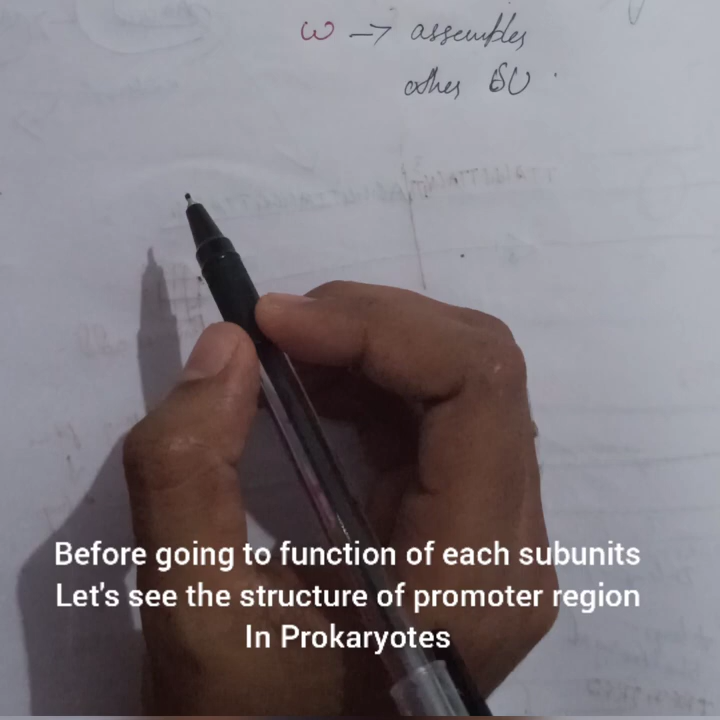 ω → assembles
other SU.
Before going to function of each subunits
Let's see the structure of promoter region
In Prokaryotes